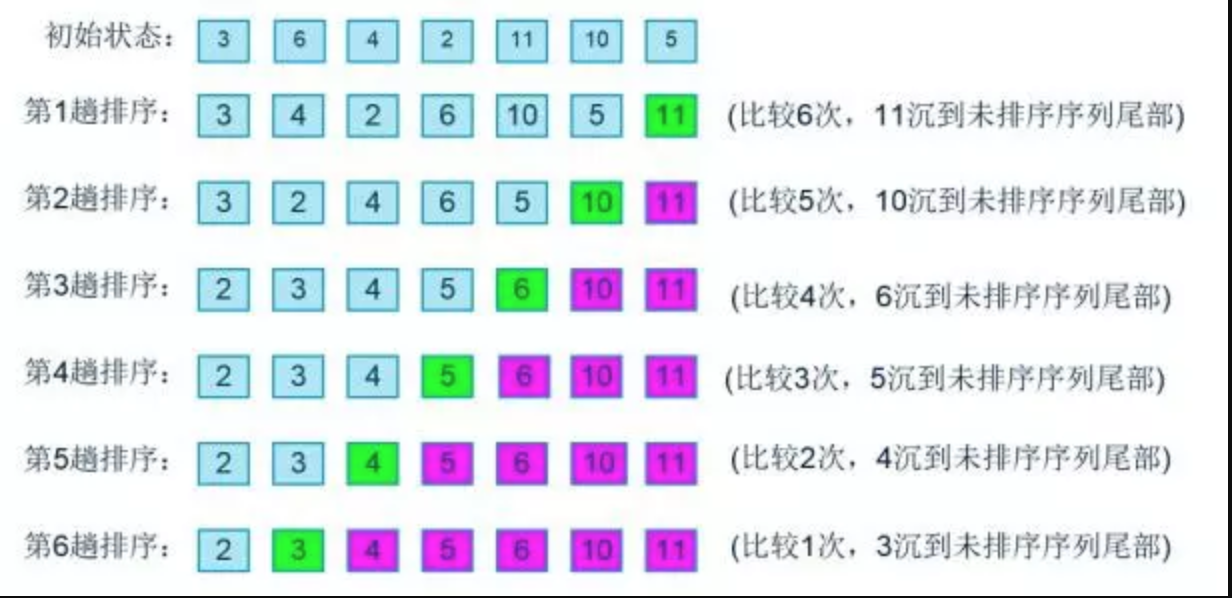 初始状态： 3 6 4 2 11 10 5
第1趟排序： 3 4 2 6 10 5 11 (比较6次，11沉到未排序序列尾部)
第2趟排序： 3 2 4 6 5 10 11 (比较5次，10沉到未排序序列尾部)
第3趟排序： 2 3 4 5 6 10 11 (比较4次，6沉到未排序序列尾部)
第4趟排序： 2 3 4 5 6 10 11 (比较3次，5沉到未排序序列尾部)
第5趟排序： 2 3 4 5 6 10 11 (比较2次，4沉到未排序序列尾部)
第6趟排序： 2 3 4 5 6 10 11 (比较1次，3沉到未排序序列尾部)